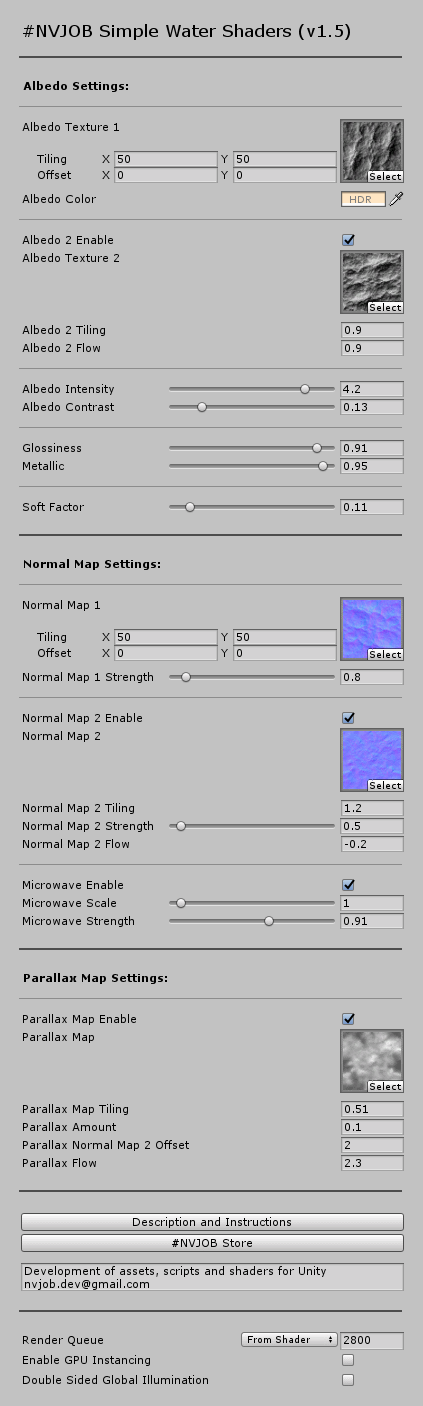 #NVJOB Simple Water Shaders (v1.5)
Albedo Settings:
Albedo Texture 1
Tiling X 50 Y 50
Offset X 0 Y 0
Select
Albedo Color HDR
Albedo 2 Enable
Albedo Texture 2
Select
Albedo 2 Tiling 0.9
Albedo 2 Flow 0.9
Albedo Intensity 4.2
Albedo Contrast 0.13
Glossiness 0.91
Metallic 0.95
Soft Factor 0.11
Normal Map Settings:
Normal Map 1
Tiling X 50 Y 50
Offset X 0 Y 0
Select
Normal Map 1 Strength 0.8
Normal Map 2 Enable
Normal Map 2
Select
Normal Map 2 Tiling 1.2
Normal Map 2 Strength 0.5
Normal Map 2 Flow -0.2
Microwave Enable
Microwave Scale 1
Microwave Strength 0.91
Parallax Map Settings:
Parallax Map Enable
Parallax Map
Select
Parallax Map Tiling 0.51
Parallax Amount 0.1
Parallax Normal Map 2 Offset 2
Parallax Flow 2.3
Description and Instructions
#NVJOB Store
Development of assets, scripts and shaders for Unity
nvjob.dev@gmail.com
Render Queue From Shader 2800
Enable GPU Instancing
Double Sided Global Illumination